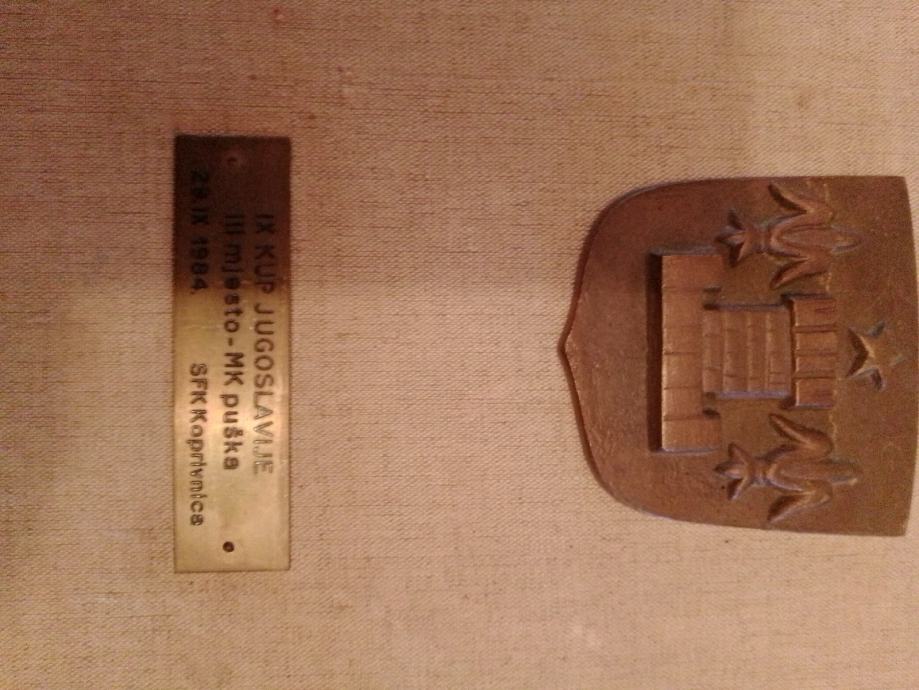 IX KUP JUGOSLAVIJE
III mjesto - MK puška
29. IX 1984. SFK Koprivnica